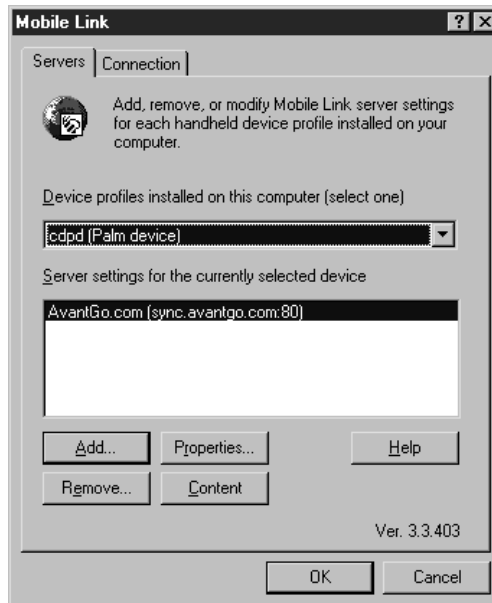 Mobile Link
Servers Connection
Add, remove, or modify Mobile Link server settings
for each handheld device profile installed on your
computer.
Device profiles installed on this computer (select one)
cdpd (Palm device)
Server settings for the currently selected device
AvantGo.com (sync.avantgo.com:80)
Add... Properties... Help
Remove... Content
Ver. 3.3.403
OK Cancel